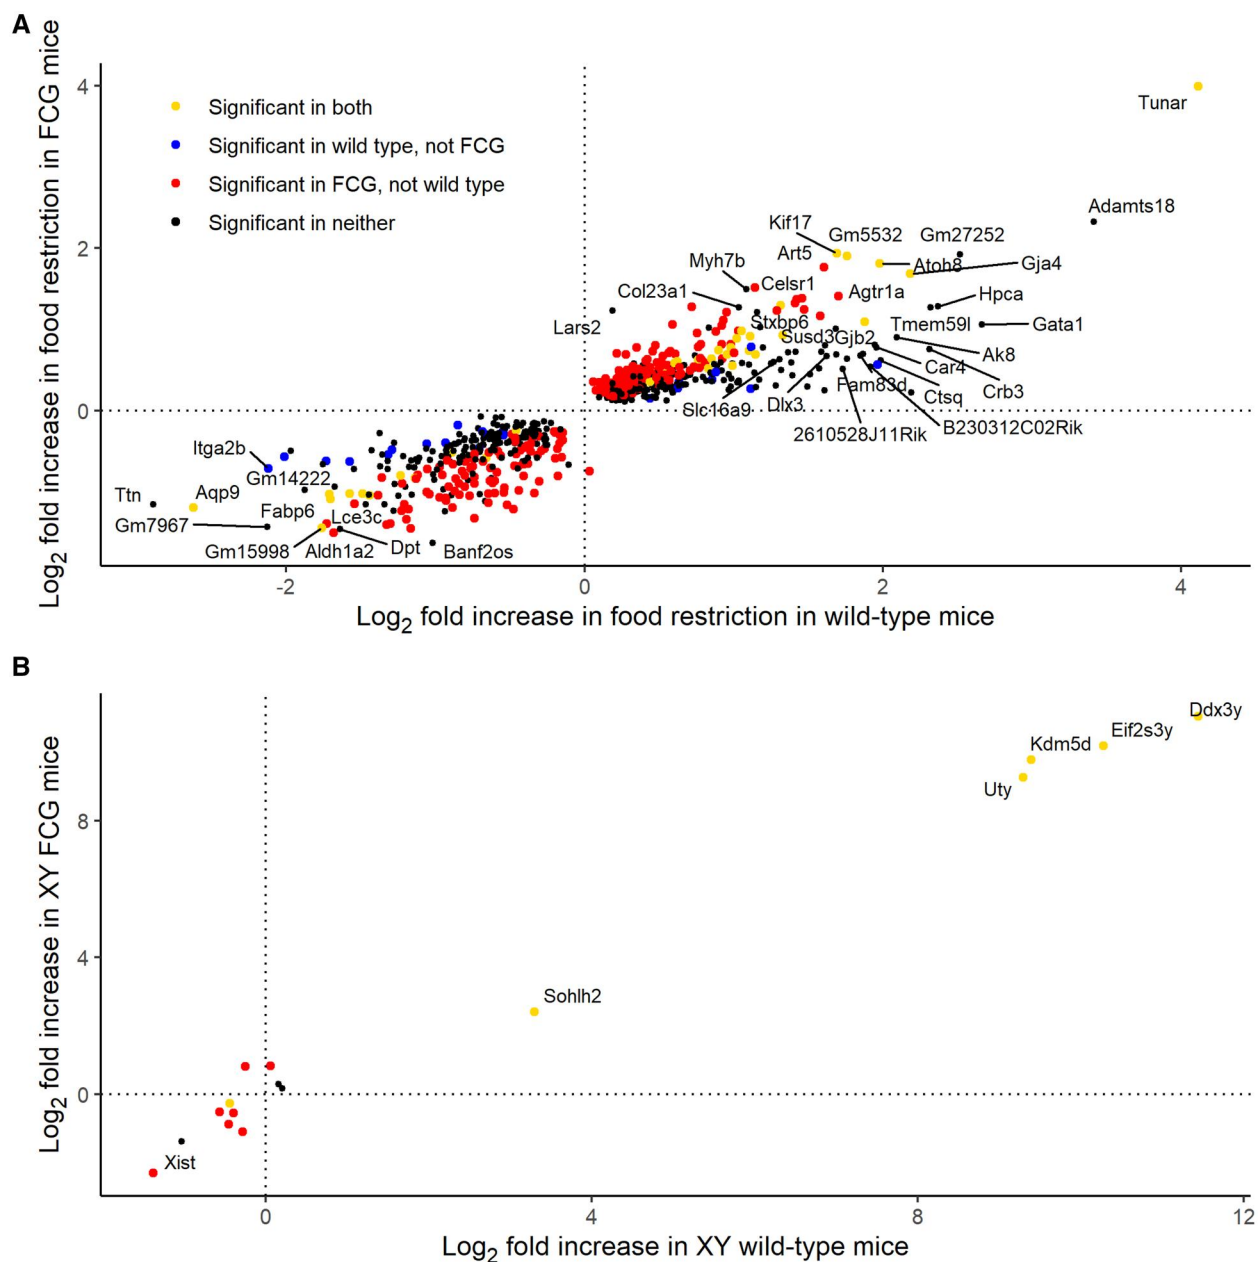 A
Log2 fold increase in food restriction in FCG mice
4
2
0
Significant in both
Significant in wild type, not FCG
Significant in FCG, not wild type
Significant in neither
Tunar
Adamts18
Kif17
Gm5532
Gm27252
Myh7b
Art5
Atoh8
Gja4
Col23a1
Celsr1
Agtr1a
Hpca
Lars2
Stxbp6
Susd3
Gjb2
Tmem59l
Gata1
Ak8
Car4
Crb3
Slc16a9
Dlx3
Fam83d
Ctsq
2610528J11Rik
B230312C02Rik
Itga2b
Gm14222
Ttn
Aqp9
Fabp6
Lce3c
Gm7967
Gm15998
Aldh1a2
Dpt
Banf2os
-2
0
2
4
Log2 fold increase in food restriction in wild-type mice
B
Log2 fold increase in XY FCG mice
8
4
0
Ddx3y
Eif2s3y
Kdm5d
Uty
Sohlh2
Xist
0
4
8
12
Log2 fold increase in XY wild-type mice